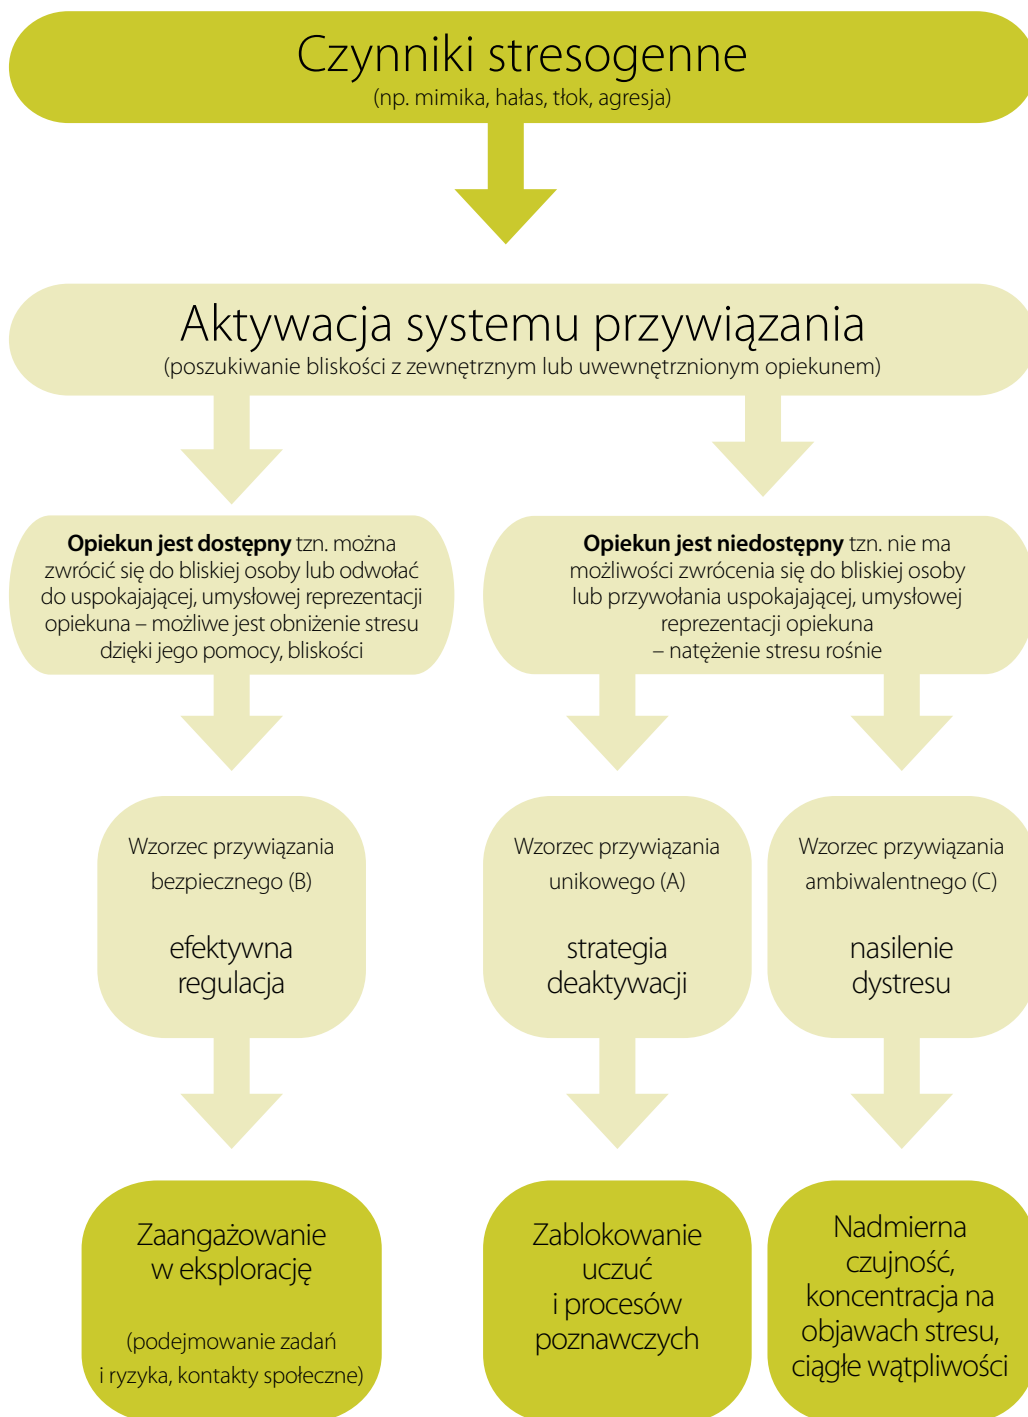 Czynniki stresogenne
(np. mimika, hałas, tłok, agresja)
Aktywacja systemu przywiązania
(poszukiwanie bliskości z zewnętrznym lub uwewnętrznionym opiekunem)
Opiekun jest dostępny tzn. można
zwrócić się do bliskiej osoby lub odwołać
do uspokajającej, umysłowej reprezentacji
opiekuna – możliwe jest obniżenie stresu
dzięki jego pomocy, bliskości
Opiekun jest niedostępny tzn. nie ma
możliwości zwrócenia się do bliskiej osoby
lub przywołania uspokajającej, umysłowej
reprezentacji opiekuna
– natężenie stresu rośnie
Wzorzec przywiązania
bezpiecznego (B)
efektywna
regulacja
Wzorzec przywiązania
unikowego (A)
strategia
deaktywacji
Wzorzec przywiązania
ambiwalentnego (C)
nasilenie
dystresu
Zaangażowanie
w eksplorację
(podejmowanie zadań
i ryzyka, kontakty społeczne)
Zablokowanie
uczuć
i procesów
poznawczych
Nadmierna
czujność,
koncentracja na
objawach stresu,
ciągłe wątpliwości